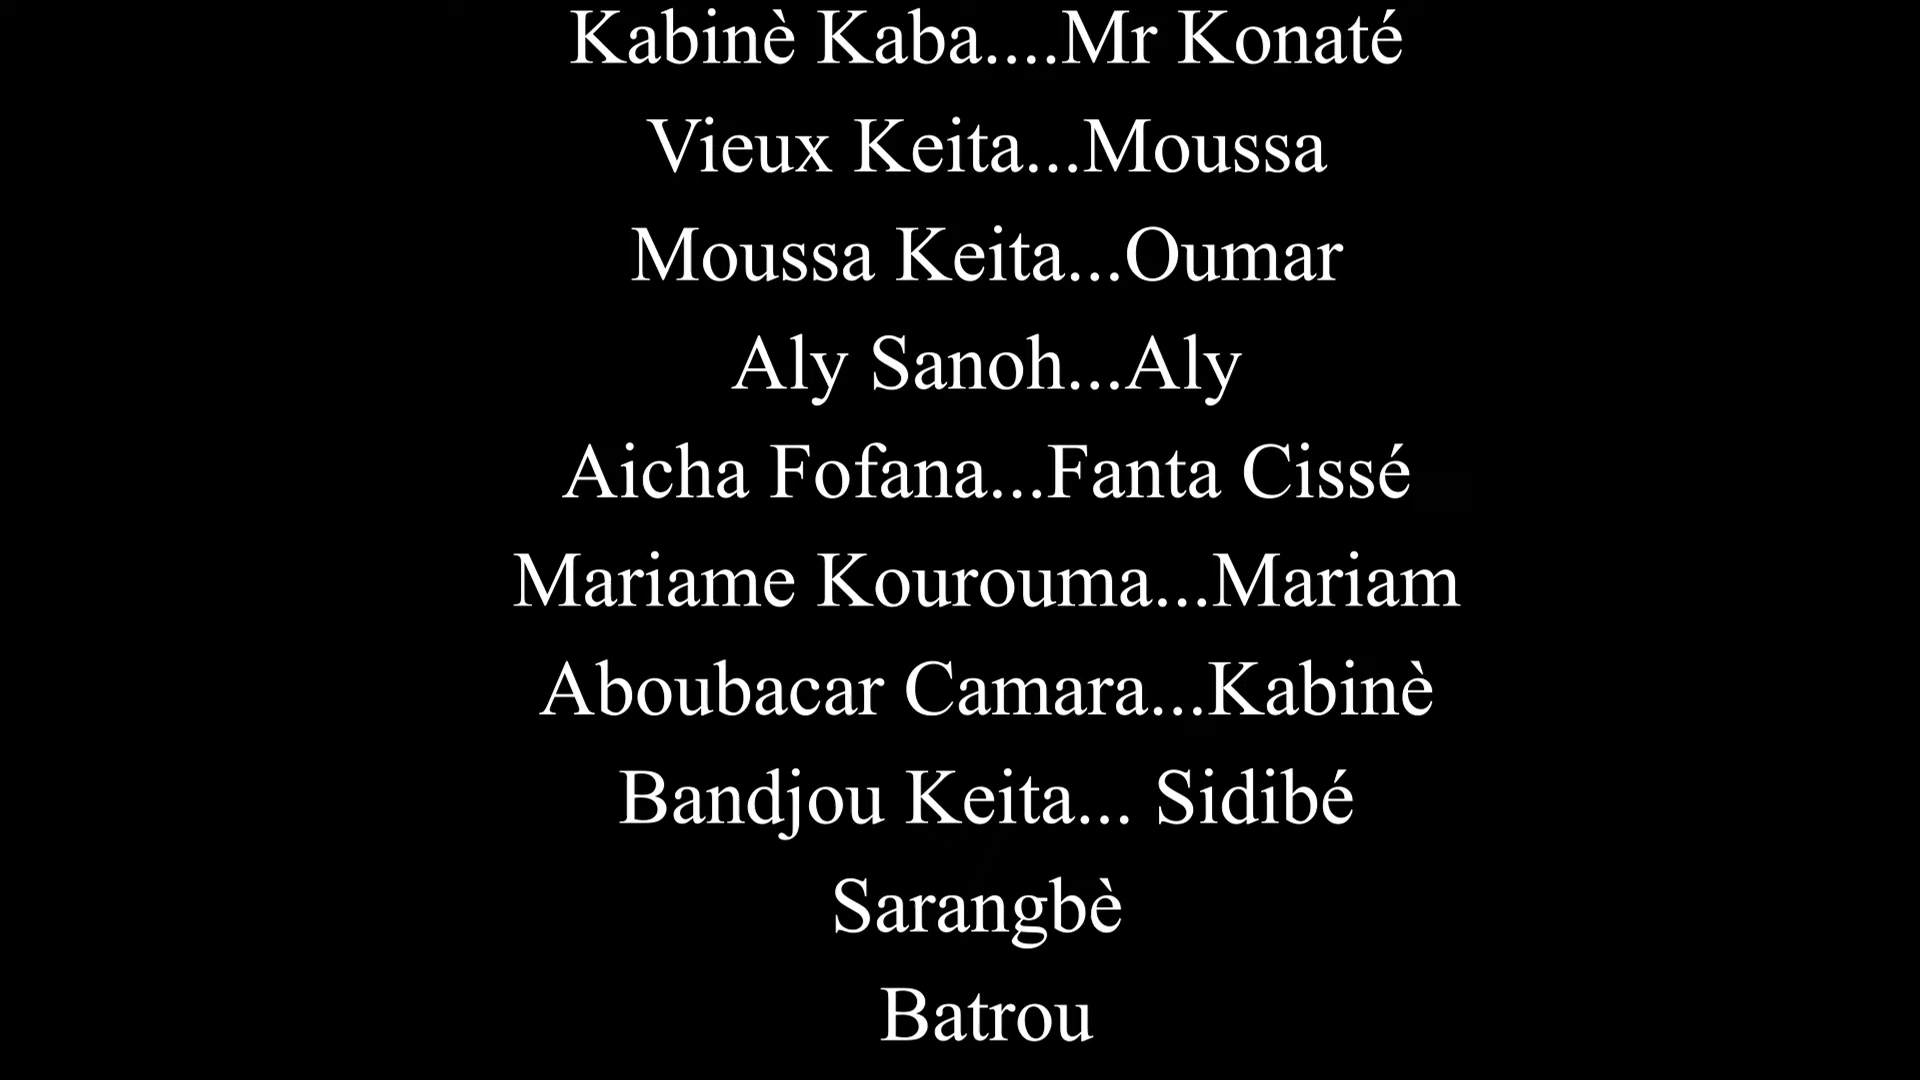 Kabinè Kaba....Mr Konaté
Vieux Keita...Moussa
Moussa Keita...Oumar
Aly Sanoh...Aly
Aicha Fofana...Fanta Cissé
Mariame Kourouma...Mariam
Aboubacar Camara...Kabinè
Bandjou Keita... Sidibé
Sarangbè
Batrou